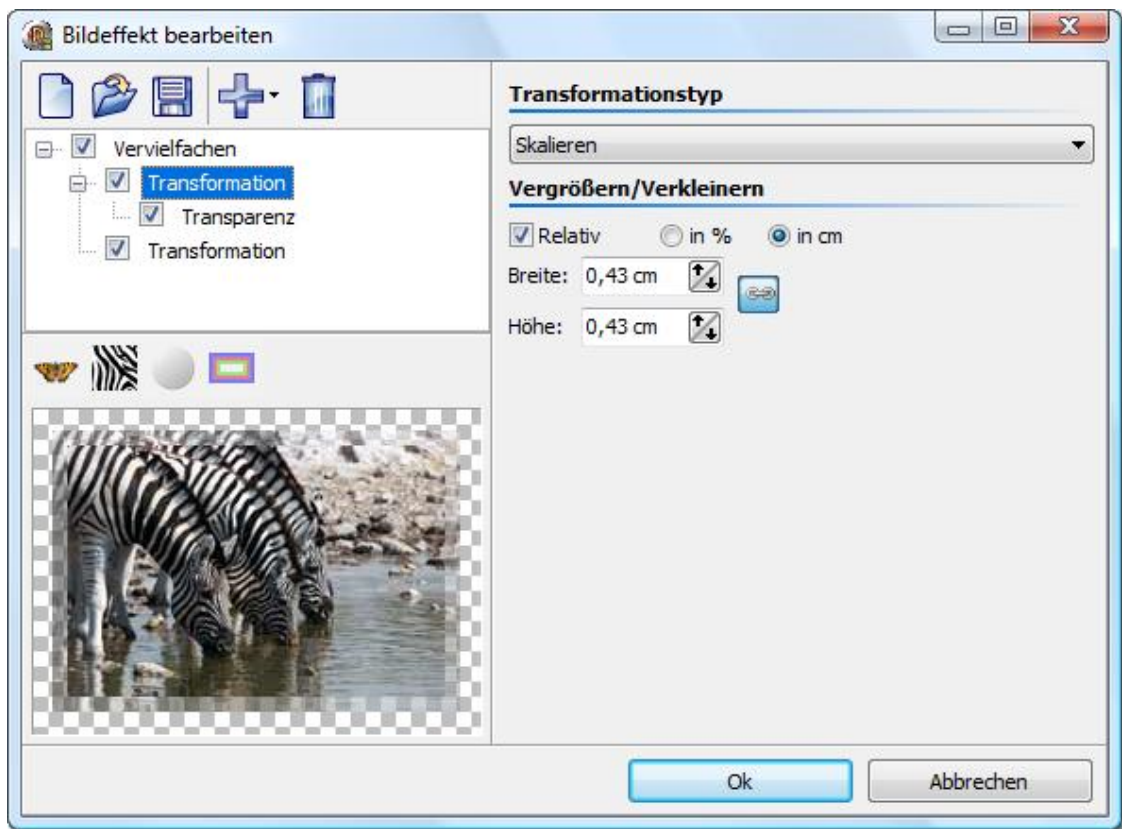 Bildeffekt bearbeiten
Vervielfachen
Transformation
Transparenz
Transformation
Transformationstyp
Skalieren
Vergrößern/Verkleinern
Relativ in % in cm
Breite: 0,43 cm
Höhe: 0,43 cm
Ok Abbrechen